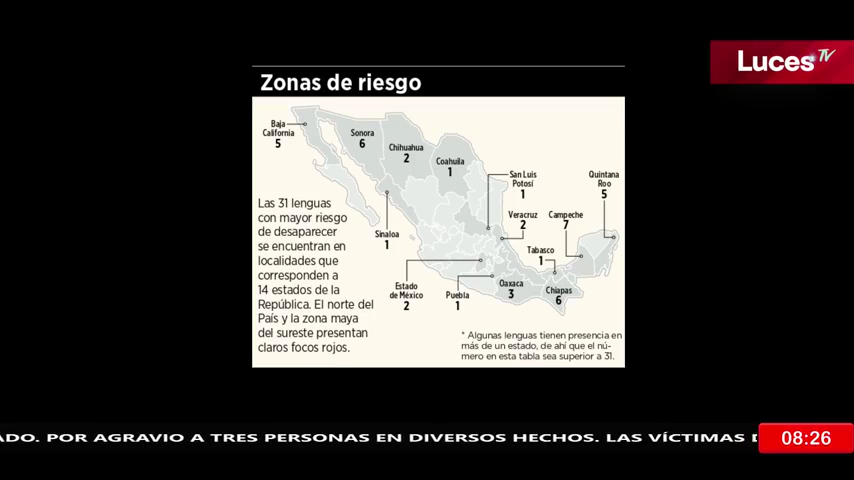 Luces TV
Zonas de riesgo
Baja
California
5
Sonora
6
Chihuahua
2
Coahuila
1
San Luis
Potosí
1
Quintana
Roo
5
Veracruz
2
Campeche
7
Tabasco
1
Sinaloa
1
Estado
de México
2
Puebla
1
Oaxaca
3
Chiapas
6
Las 31 lenguas
con mayor riesgo
de desaparecer
se encuentran en
localidades que
corresponden a
14 estados de la
República. El norte del
País y la zona maya
del sureste presentan
claros focos rojos.
* Algunas lenguas tienen presencia en
más de un estado, de ahí que el nú-
mero en esta tabla sea superior a 31.
ADO. POR AGRAVIO A TRES PERSONAS EN DIVERSOS HECHOS. LAS VÍCTIMAS
08:26